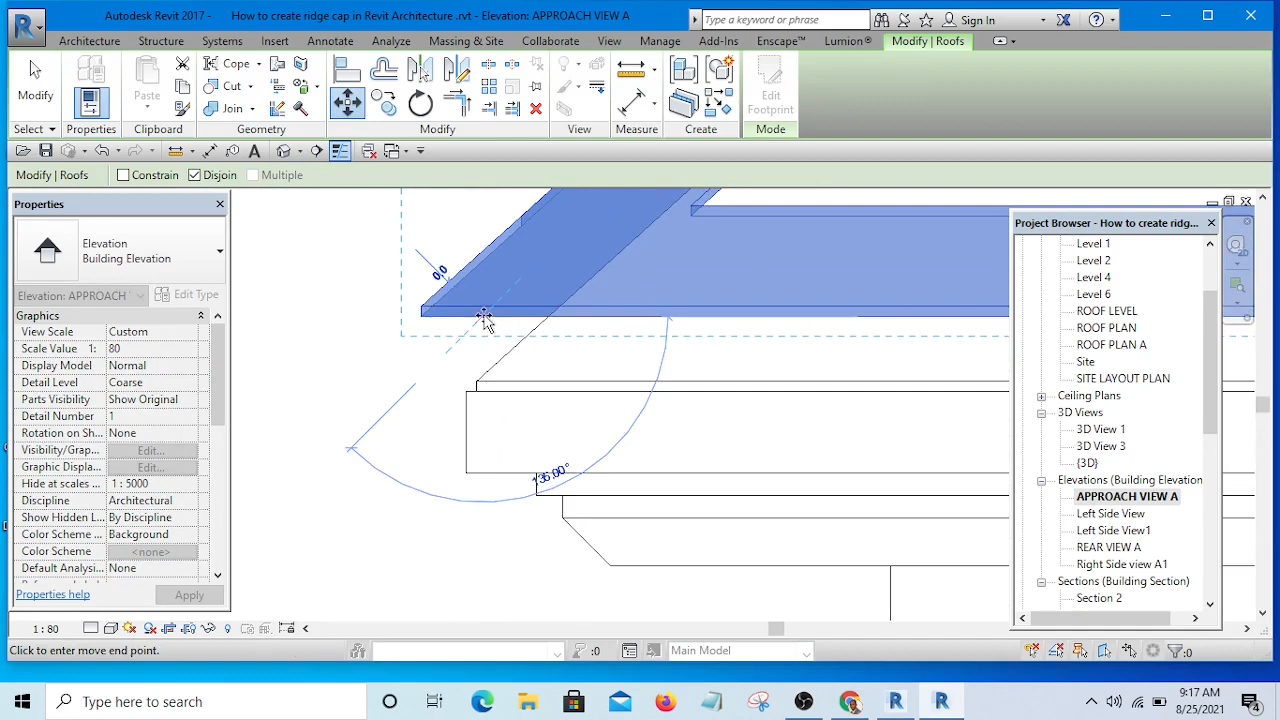 Autodesk Revit 2017 - How to create ridge cap in Revit Architecture .rvt - Elevation: APPROACH VIEW A
Type a keyword or phrase
Sign In
Architecture Structure Systems Insert Annotate Analyze Massing & Site Collaborate View Manage Add-Ins Enscape™ Lumion® Modify | Roofs
Modify
Paste
Cope
Cut
Join
Edit
Footprint
Select Properties Clipboard Geometry Modify View Measure Create Mode
Modify | Roofs Constrain Disjoin Multiple
Properties
Elevation
Building Elevation
Elevation: APPROACH Edit Type
Graphics
View Scale Custom
Scale Value 1: 80
Display Model Normal
Detail Level Coarse
Parts Visibility Show Original
Detail Number 1
Rotation on Sh... None
Visibility/Grap... Edit...
Graphic Displa... Edit...
Hide at scales ... 1 : 5000
Discipline Architectural
Show Hidden L... By Discipline
Color Scheme ... Background
Color Scheme <none>
Default Analysi... None
Properties help Apply
0,0
Project Browser - How to create ridg...
Level 1
Level 2
Level 4
Level 6
ROOF LEVEL
ROOF PLAN
ROOF PLAN A
Site
SITE LAYOUT PLAN
Ceiling Plans
3D Views
3D View 1
3D View 3
{3D}
Elevations (Building Elevation
APPROACH VIEW A
Left Side View
Left Side View1
REAR VIEW A
Right Side view A1
Sections (Building Section)
Section 2
1 : 80
Click to enter move end point.
:0
Main Model
:0
Type here to search
9:17 AM
8/25/2021
4